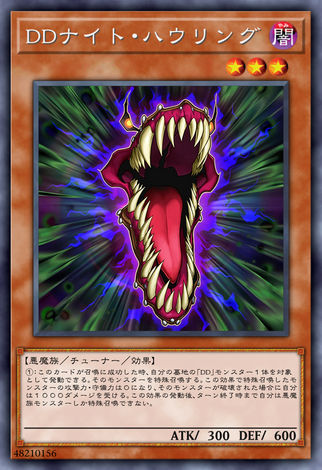 DDナイト・ハウリング
やみ
闇
【悪魔族／チューナー／効果】
①：このカードが召喚に成功した時、自分の墓地の「DD」モンスター１体を対象
として発動できる。そのモンスターを特殊召喚する。この効果で特殊召喚したモ
ンスターの攻撃力・守備力は０になり、そのモンスターが破壊された場合に自分
は１０００ダメージを受ける。この効果の発動後、ターン終了時まで自分は悪魔
族モンスターしか特殊召喚できない。
ATK/ 300 DEF/ 600
48210156